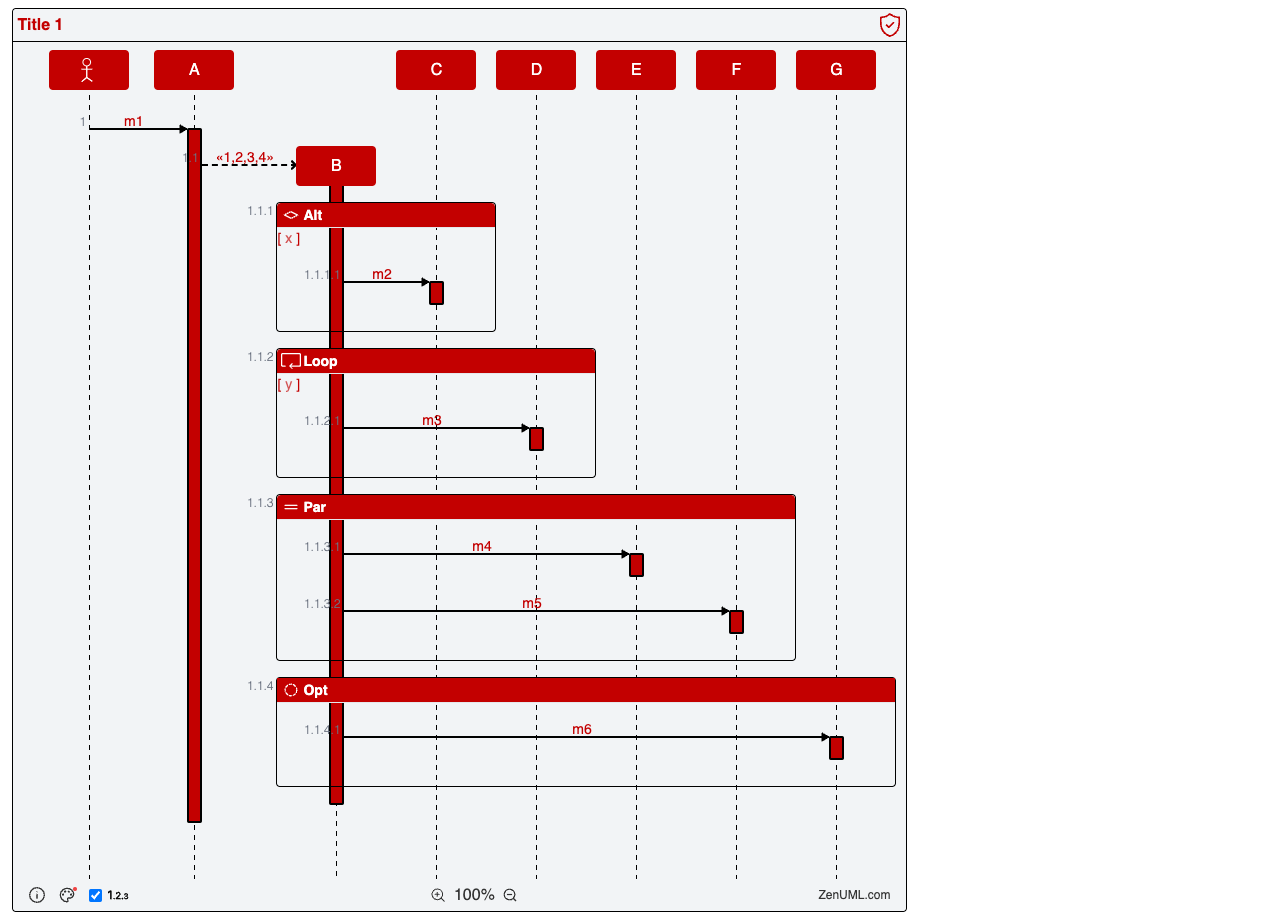 Title 1
A C D E F G
1 m1
1.1 «1,2,3,4» B
1.1.1 Alt
[ x ]
1.1.1.1 m2
1.1.2 Loop
[ y ]
1.1.2.1 m3
1.1.3 Par
1.1.3.1 m4
1.1.3.2 m5
1.1.4 Opt
1.1.4.1 m6
1.2.3 100% ZenUML.com